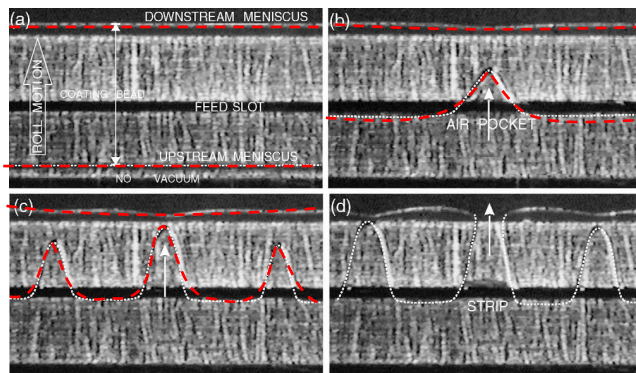 (a)
DOWNSTREAM MENISCUS
ROLL MOTION
COATING BEAD
FEED SLOT
UPSTREAM MENISCUS
NO VACUUM
(b)
AIR POCKET
(c)
(d)
STRIP